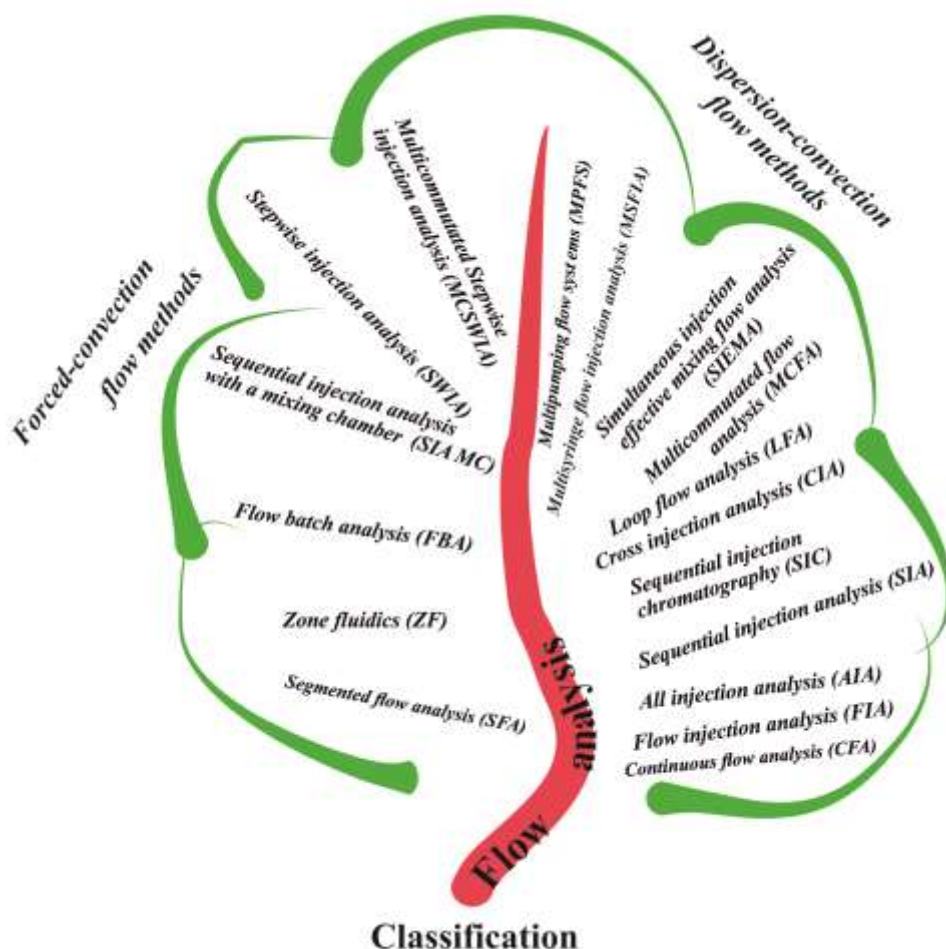 Forced-convection
flow methods
Stepwise injection analysis (SWIA)
Multicommutated Stepwise
injection analysis (MCSWIA)
Sequential injection analysis
with a mixing chamber (SIA MC)
Flow batch analysis (FBA)
Zone fluidics (ZF)
Segmented flow analysis (SFA)
Dispersion-convection
flow methods
Multipumping flow syst ems (MPFS)
Multisyringe flow injection analysis (MSFIA)
Simultaneous injection
effective mixing flow analysis
(SIEMA)
Multicommutated flow
analysis (MCFA)
Loop flow analysis (LFA)
Cross injection analysis (CIA)
Sequential injection
chromatography (SIC)
Sequential injection analysis (SIA)
All injection analysis (AIA)
Flow injection analysis (FIA)
Continuous flow analysis (CFA)
Flow analysis
Classification